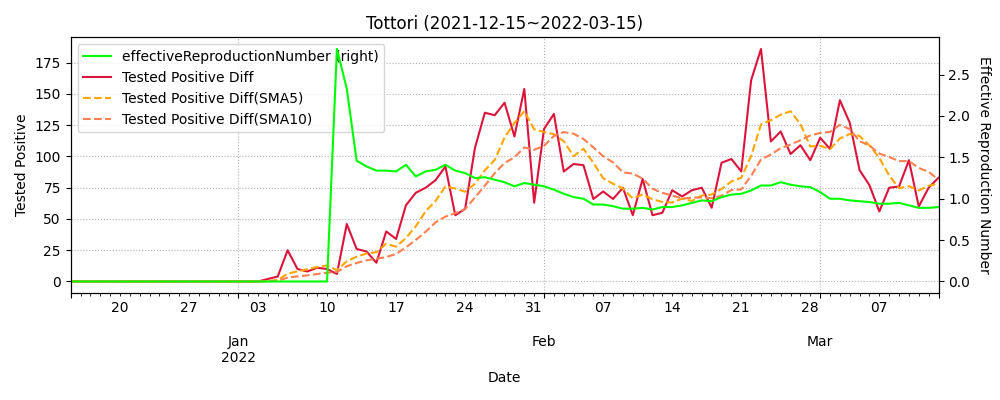 Tottori (2021-12-15~2022-03-15)
effectiveReproductionNumber (right)
Tested Positive Diff
Tested Positive Diff(SMA5)
Tested Positive Diff(SMA10)
Tested Positive
175
150
125
100
75
50
25
0
2.5
2.0
1.5
1.0
0.5
0.0
Effective Reproduction Number
20 27 03 10 17 24 31 07 14 21 28 07
Jan Feb Mar
2022
Date